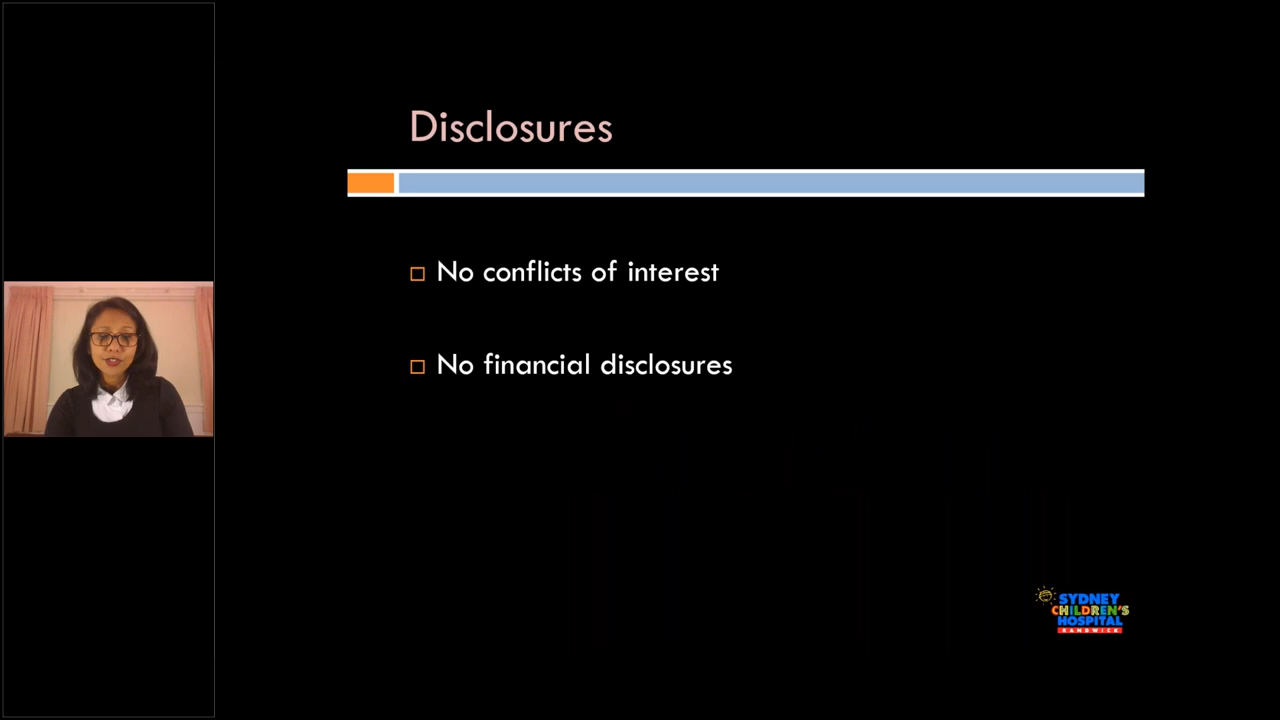 Disclosures
No conflicts of interest
No financial disclosures
SYDNEY
CHILDREN'S
HOSPITAL
RANDWICK